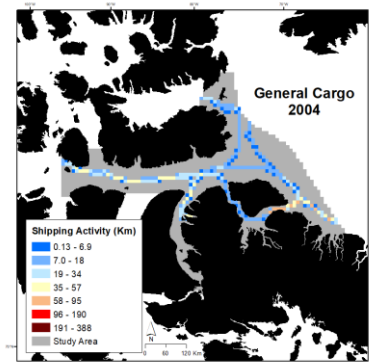 General Cargo
2004
Shipping Activity (Km)
0.13 - 6.9
7.0 - 18
19 - 34
35 - 57
58 - 95
96 - 190
191 - 388
Study Area
N
0 60 120 Km